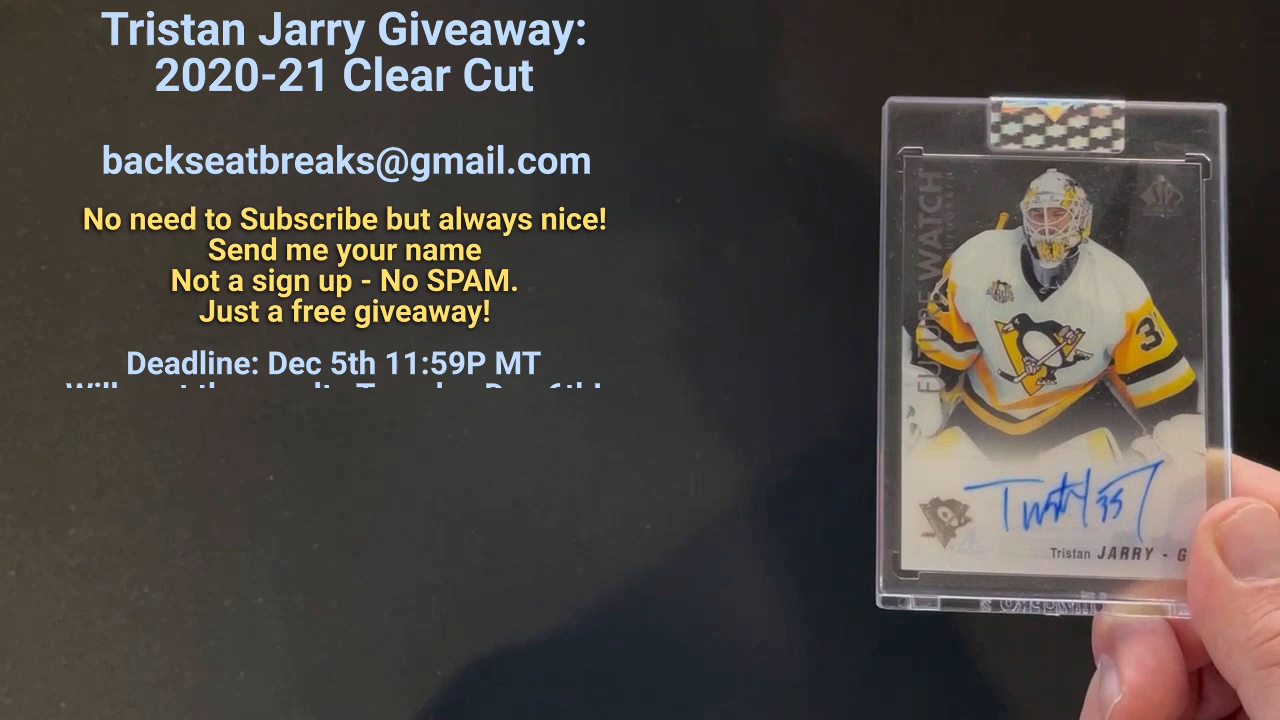 Tristan Jarry Giveaway:
2020-21 Clear Cut
backseatbreaks@gmail.com
No need to Subscribe but always nice!
Send me your name
Not a sign up - No SPAM.
Just a free giveaway!
Deadline: Dec 5th 11:59P MT
FUTURE WATCH
SP
Tristan JARRY - G